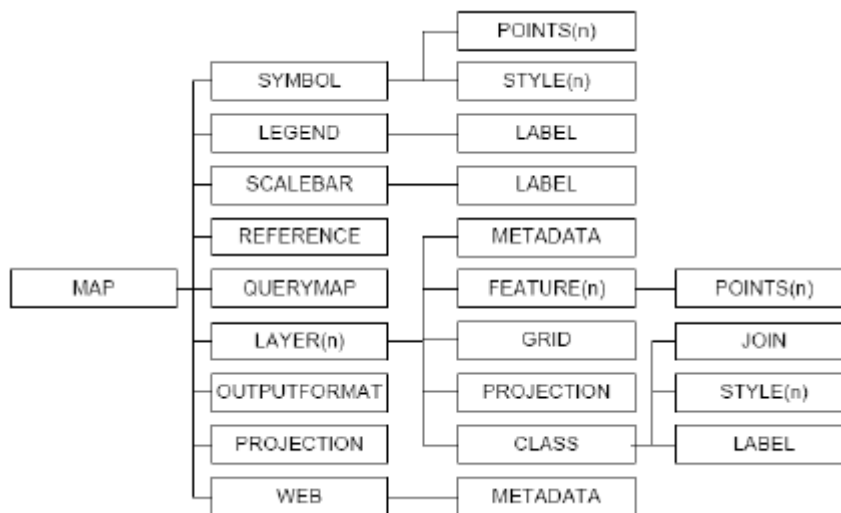 POINTS(n)
SYMBOL STYLE(n)
LEGEND LABEL
SCALEBAR LABEL
REFERENCE METADATA
MAP QUERYMAP FEATURE(n) POINTS(n)
LAYER(n) GRID JOIN
OUTPUTFORMAT PROJECTION STYLE(n)
PROJECTION CLASS LABEL
WEB METADATA